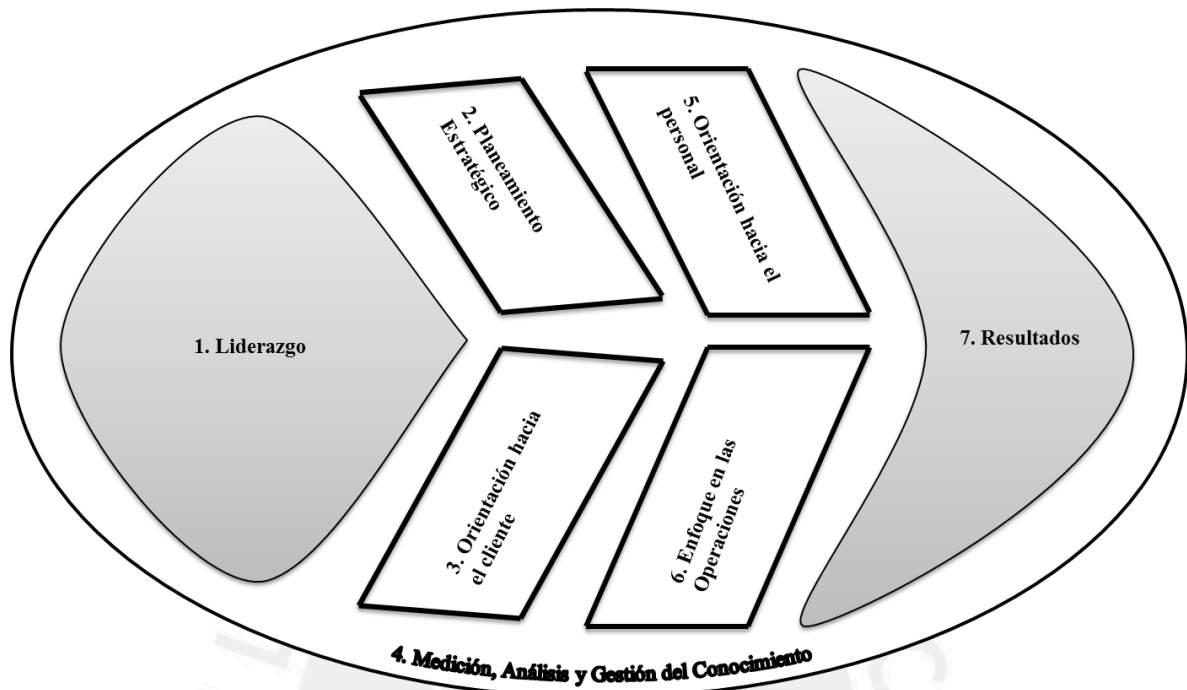 1. Liderazgo
2. Planeamiento
Estratégico
3. Orientación hacia
el cliente
4. Medición, Análisis y Gestión del Conocimiento
5. Orientación hacia el
personal
6. Enfoque en las
Operaciones
7. Resultados